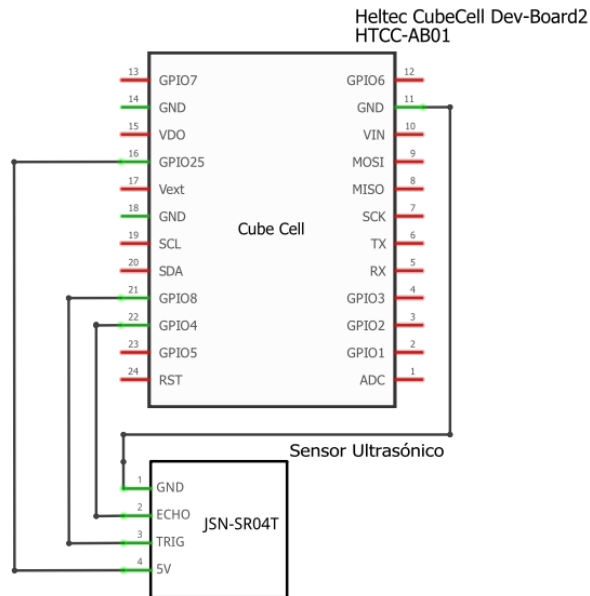 Heltec CubeCell Dev-Board2
HTCC-AB01
13 GPIO7 GPIO6 12
14 GND GND 11
15 VDO VIN 10
16 GPIO25 MOSI 9
17 Vext MISO 8
18 GND SCK 7
Cube Cell
19 SCL TX 6
20 SDA RX 5
21 GPIO8 GPIO3 4
22 GPIO4 GPIO2 3
23 GPIO5 GPIO1 2
24 RST ADC 1
Sensor Ultrasónico
1 GND
2 ECHO
JSN-SR04T
3 TRIG
4 5V